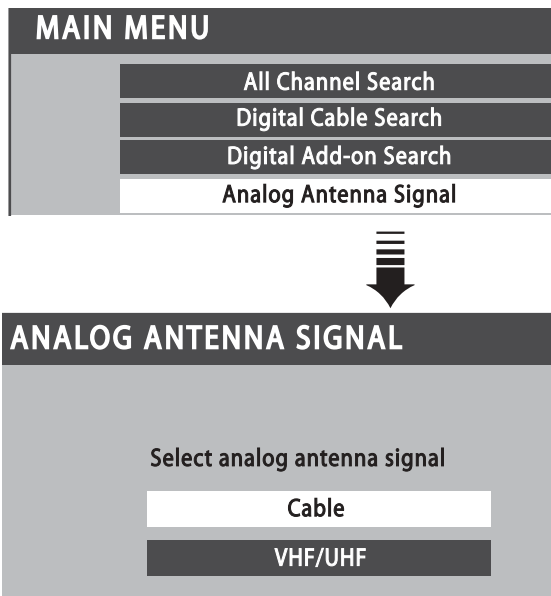 MAIN MENU
All Channel Search
Digital Cable Search
Digital Add-on Search
Analog Antenna Signal
ANALOG ANTENNA SIGNAL
Select analog antenna signal
Cable
VHF/UHF